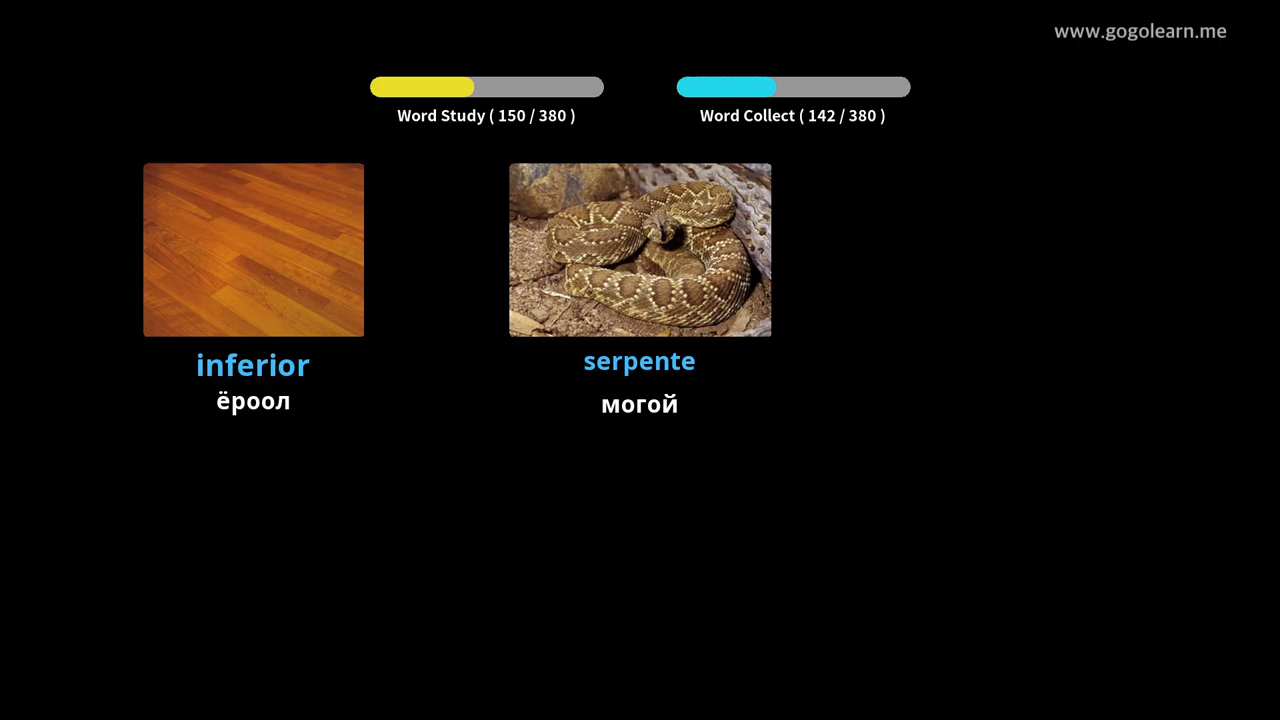 www.gogolearn.me
Word Study ( 150 / 380 )
Word Collect ( 142 / 380 )
inferior
ёроол
serpente
могой